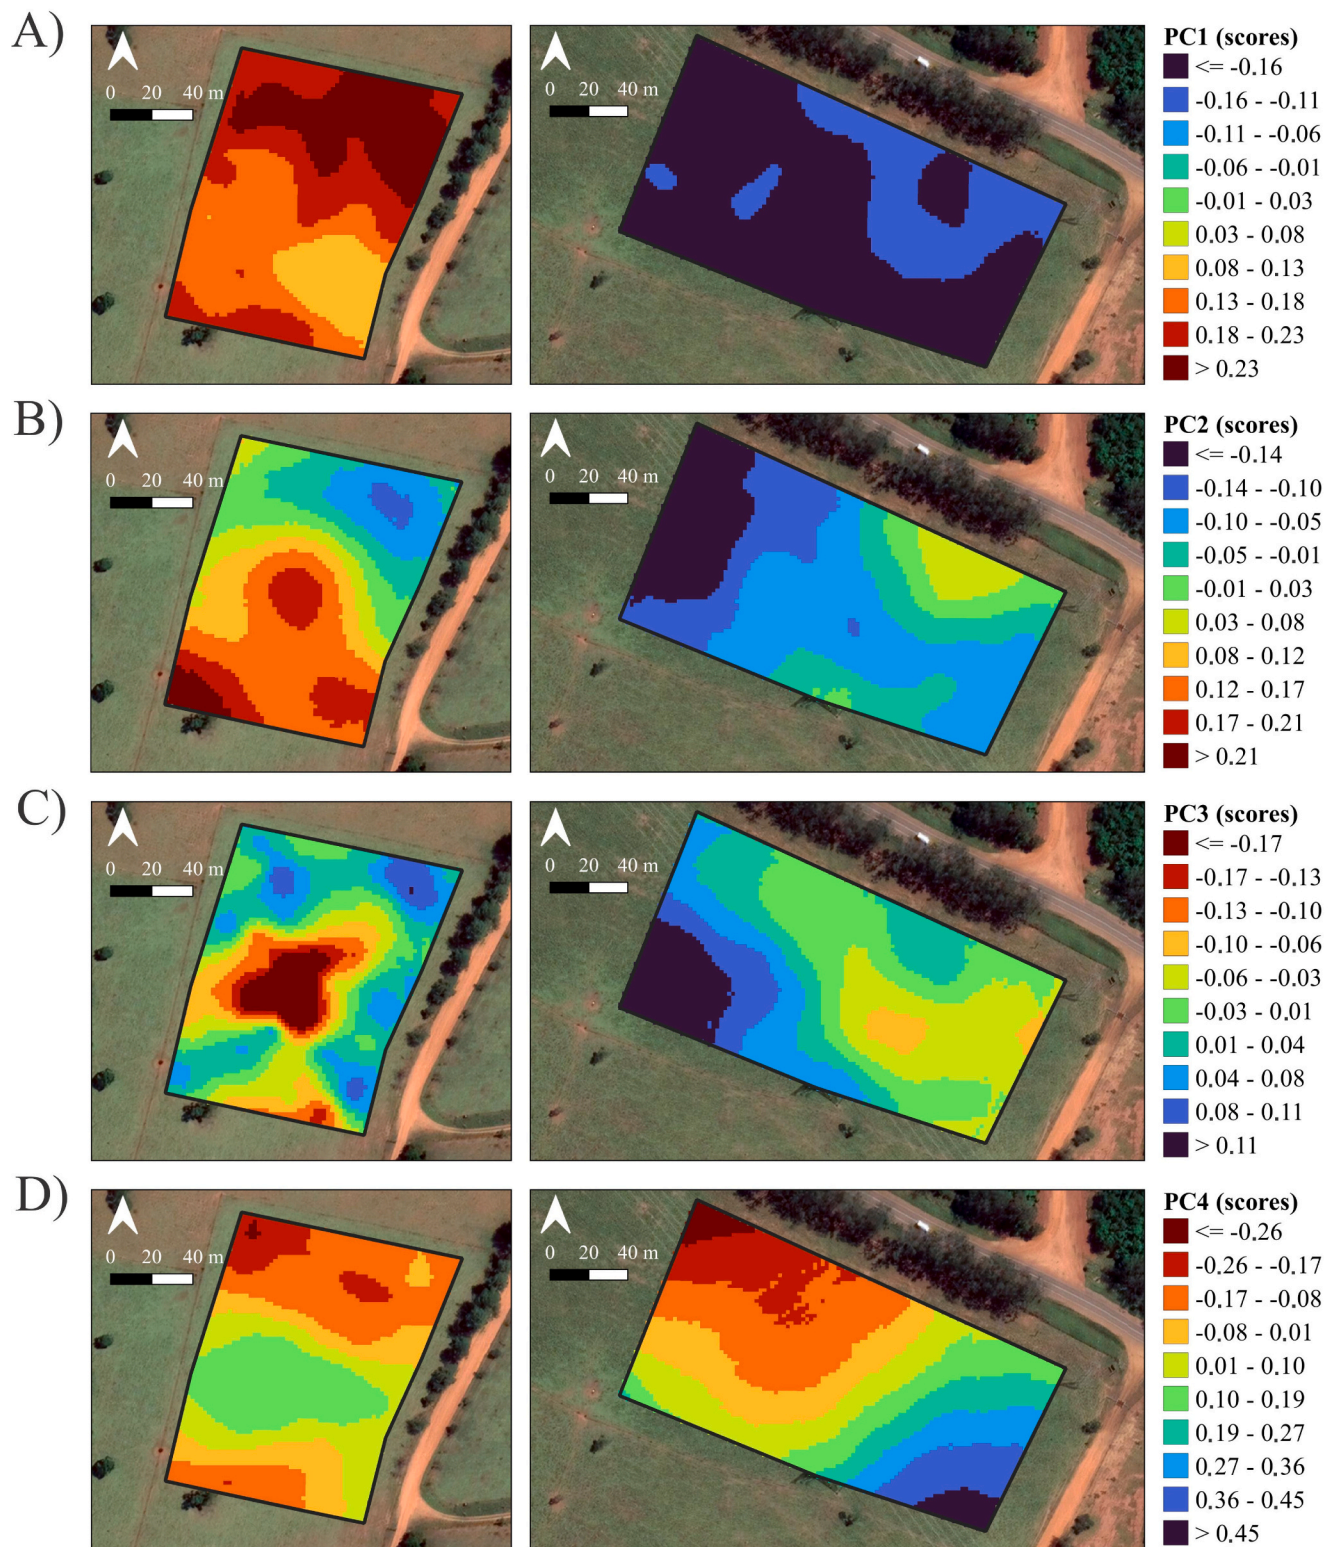 A)
0 20 40 m
0 20 40 m
PC1 (scores)
<= -0.16
-0.16 - -0.11
-0.11 - -0.06
-0.06 - -0.01
-0.01 - 0.03
0.03 - 0.08
0.08 - 0.13
0.13 - 0.18
0.18 - 0.23
> 0.23
B)
0 20 40 m
0 20 40 m
PC2 (scores)
<= -0.14
-0.14 - -0.10
-0.10 - -0.05
-0.05 - -0.01
-0.01 - 0.03
0.03 - 0.08
0.08 - 0.12
0.12 - 0.17
0.17 - 0.21
> 0.21
C)
0 20 40 m
0 20 40 m
PC3 (scores)
<= -0.17
-0.17 - -0.13
-0.13 - -0.10
-0.10 - -0.06
-0.06 - -0.03
-0.03 - 0.01
0.01 - 0.04
0.04 - 0.08
0.08 - 0.11
> 0.11
D)
0 20 40 m
0 20 40 m
PC4 (scores)
<= -0.26
-0.26 - -0.17
-0.17 - -0.08
-0.08 - 0.01
0.01 - 0.10
0.10 - 0.19
0.19 - 0.27
0.27 - 0.36
0.36 - 0.45
> 0.45